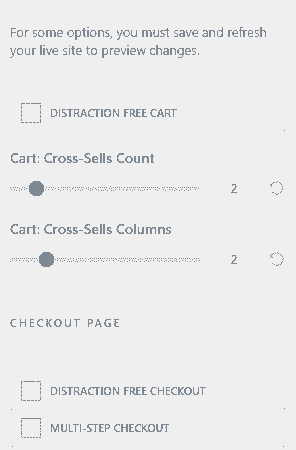 For some options, you must save and refresh
your live site to preview changes.
DISTRACTION FREE CART
Cart: Cross-Sells Count
2
Cart: Cross-Sells Columns
2
CHECKOUT PAGE
DISTRACTION FREE CHECKOUT
MULTI-STEP CHECKOUT